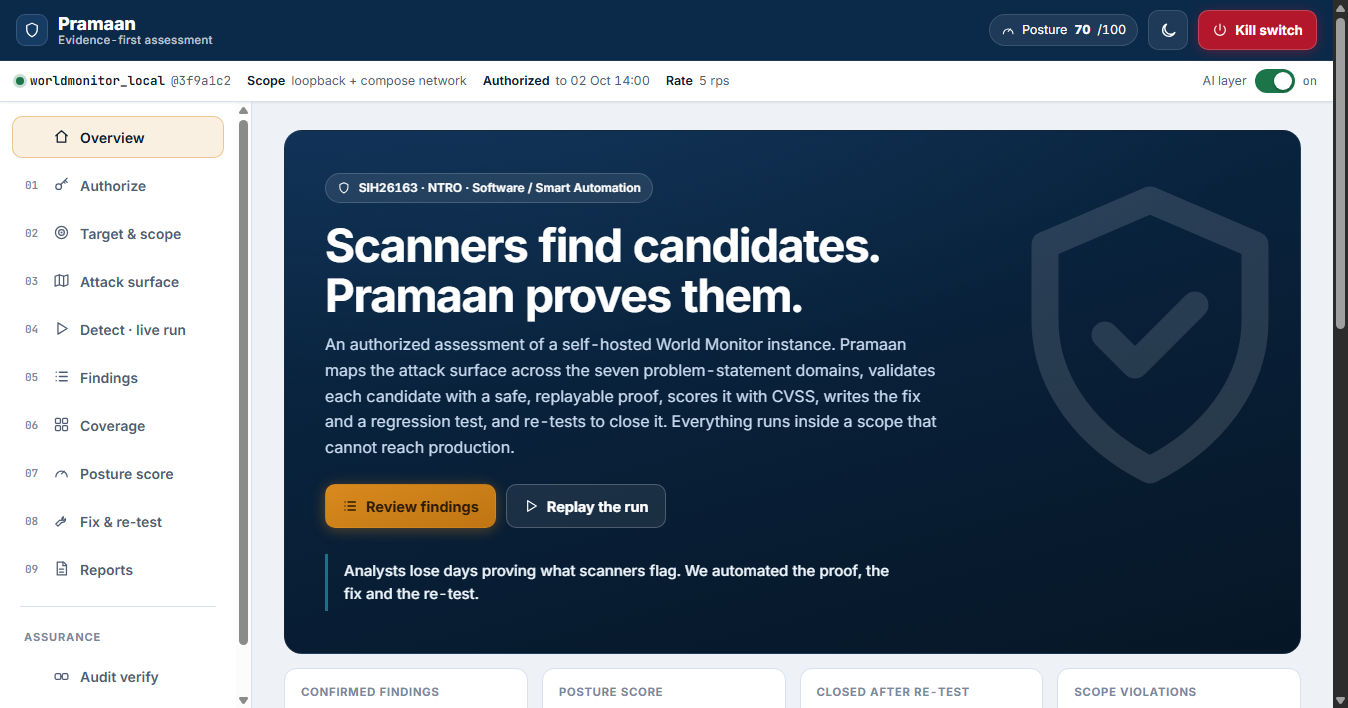 Pramaan
Evidence-first assessment
Posture 70 /100
Kill switch
worldmonitor_local @3f9a1c2
Scope loopback + compose network
Authorized to 02 Oct 14:00
Rate 5 rps
AI layer on
Overview
01 Authorize
02 Target & scope
03 Attack surface
04 Detect · live run
05 Findings
06 Coverage
07 Posture score
08 Fix & re-test
09 Reports
ASSURANCE
Audit verify
SIH26163 · NTRO · Software / Smart Automation
Scanners find candidates.
Pramaan proves them.
An authorized assessment of a self-hosted World Monitor instance. Pramaan
maps the attack surface across the seven problem-statement domains, validates
each candidate with a safe, replayable proof, scores it with CVSS, writes the fix
and a regression test, and re-tests to close it. Everything runs inside a scope that
cannot reach production.
Review findings
Replay the run
Analysts lose days proving what scanners flag. We automated the proof, the
fix and the re-test.
CONFIRMED FINDINGS
POSTURE SCORE
CLOSED AFTER RE-TEST
SCOPE VIOLATIONS